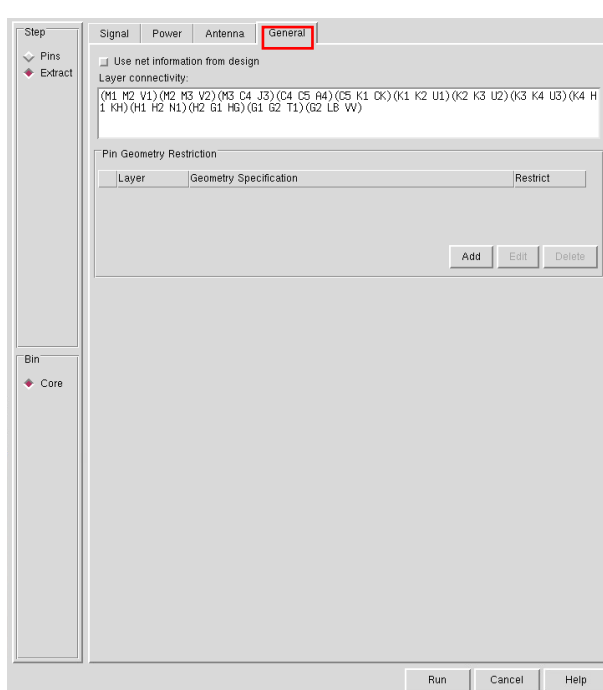 Step
Pins
Extract
Signal Power Antenna General
Use net information from design
Layer connectivity:
(M1 M2 V1)(M2 M3 V2)(M3 C4 J3)(C4 C5 A4)(C5 K1 CK)(K1 K2 U1)(K2 K3 U2)(K3 K4 U3)(K4 H
1 KH)(H1 H2 N1)(H2 G1 HG)(G1 G2 T1)(G2 LB VV)
Pin Geometry Restriction
Layer Geometry Specification Restrict
Add Edit Delete
Bin
Core
Run Cancel Help